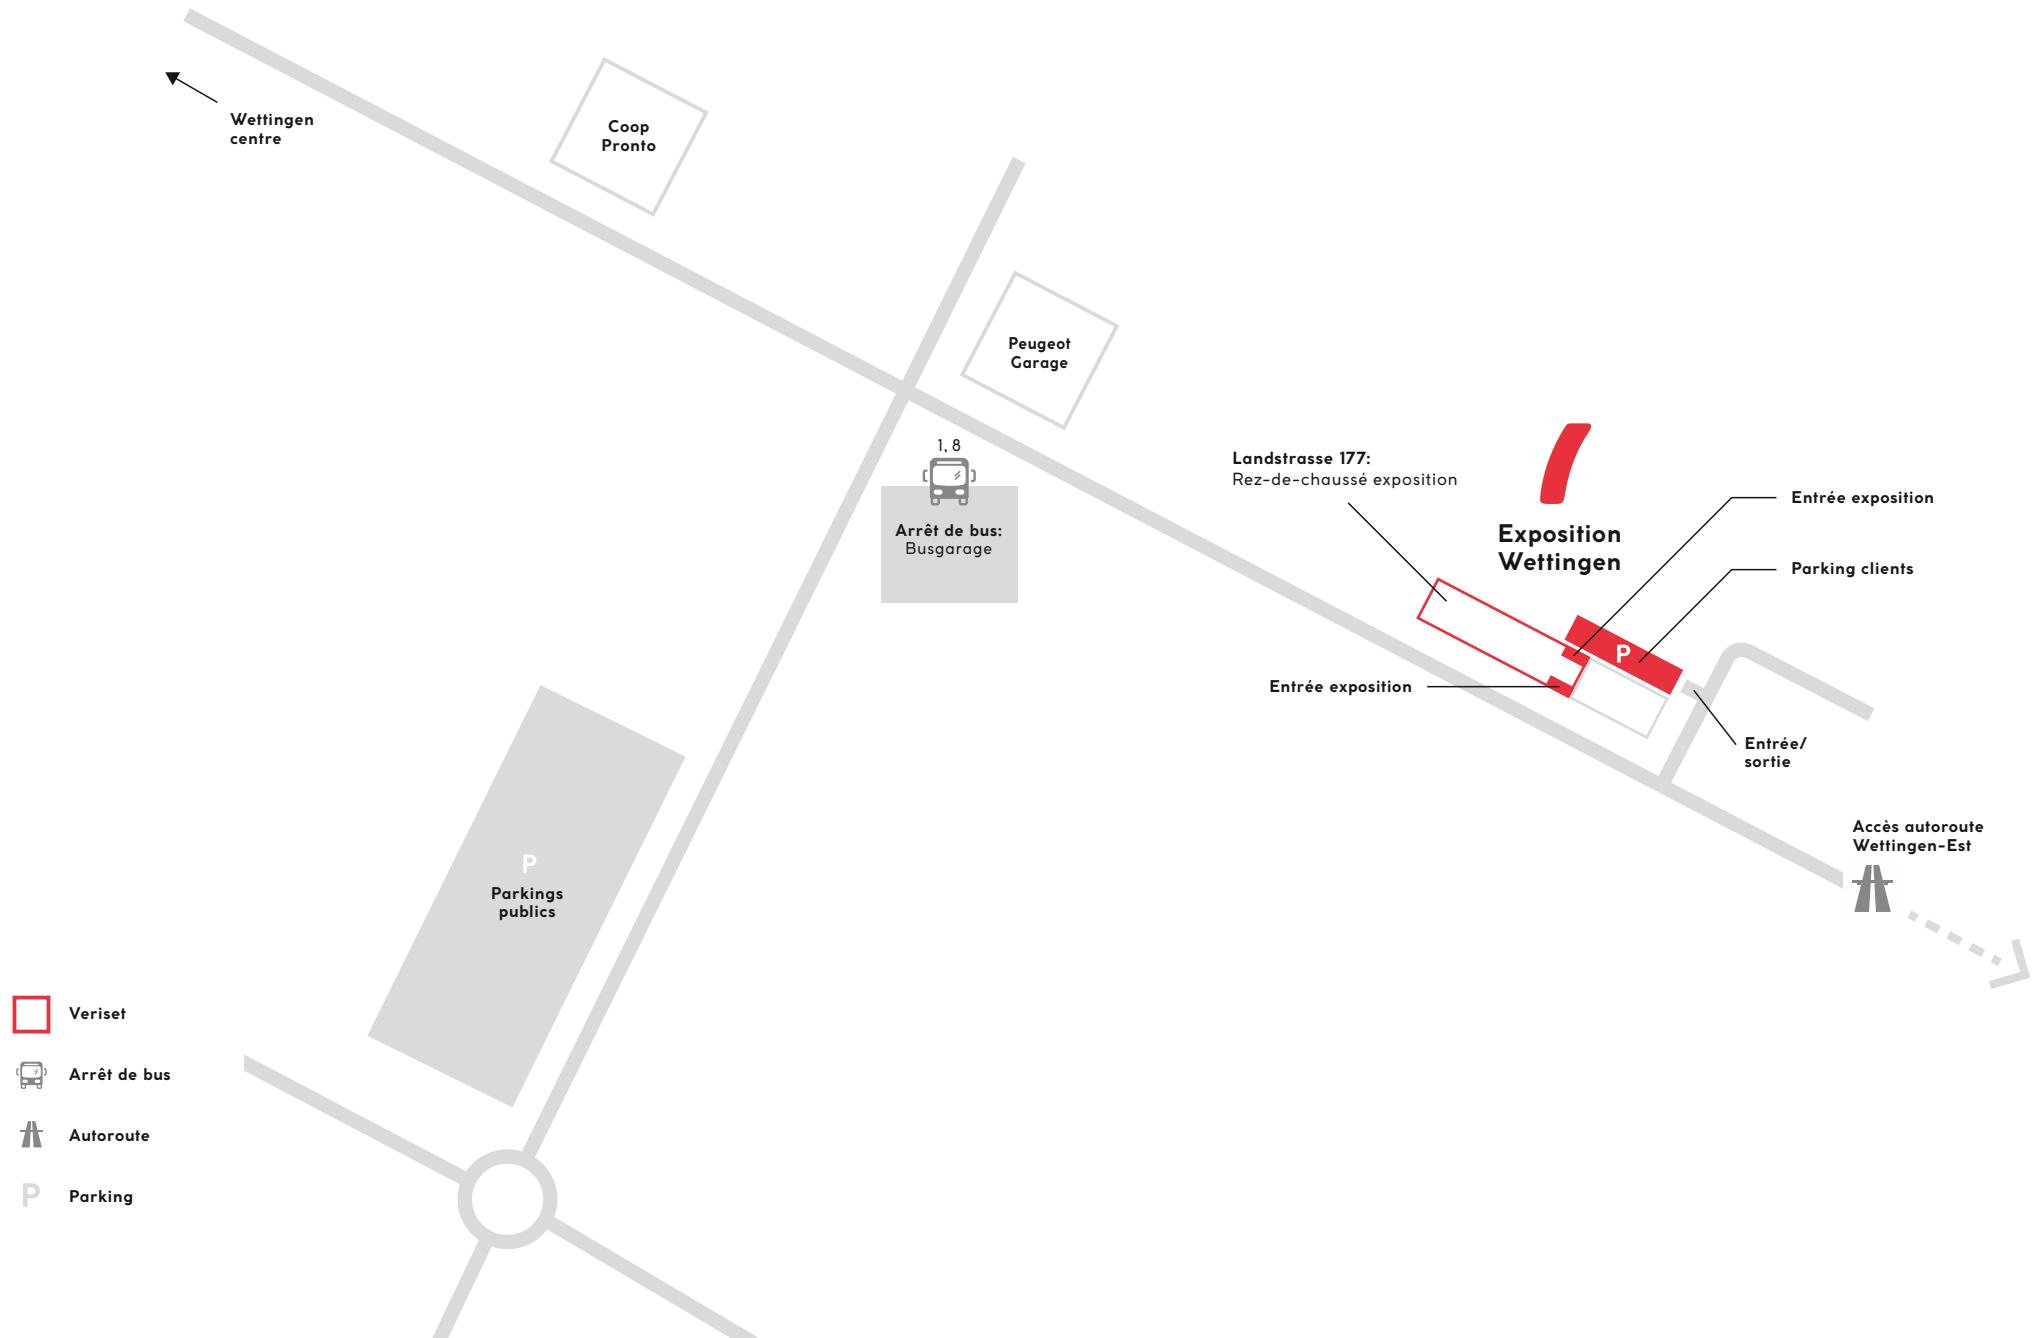 Wettingen
centre
Coop
Pronto
Peugeot
Garage
1, 8
Arrêt de bus:
Busgarage
Landstrasse 177:
Rez-de-chaussé exposition
Exposition
Wettingen
Entrée exposition
Parking clients
P
Entrée exposition
Entrée/
sortie
Accès autoroute
Wettingen-Est
P
Parkings
publics
Veriset
Arrêt de bus
Autoroute
P Parking